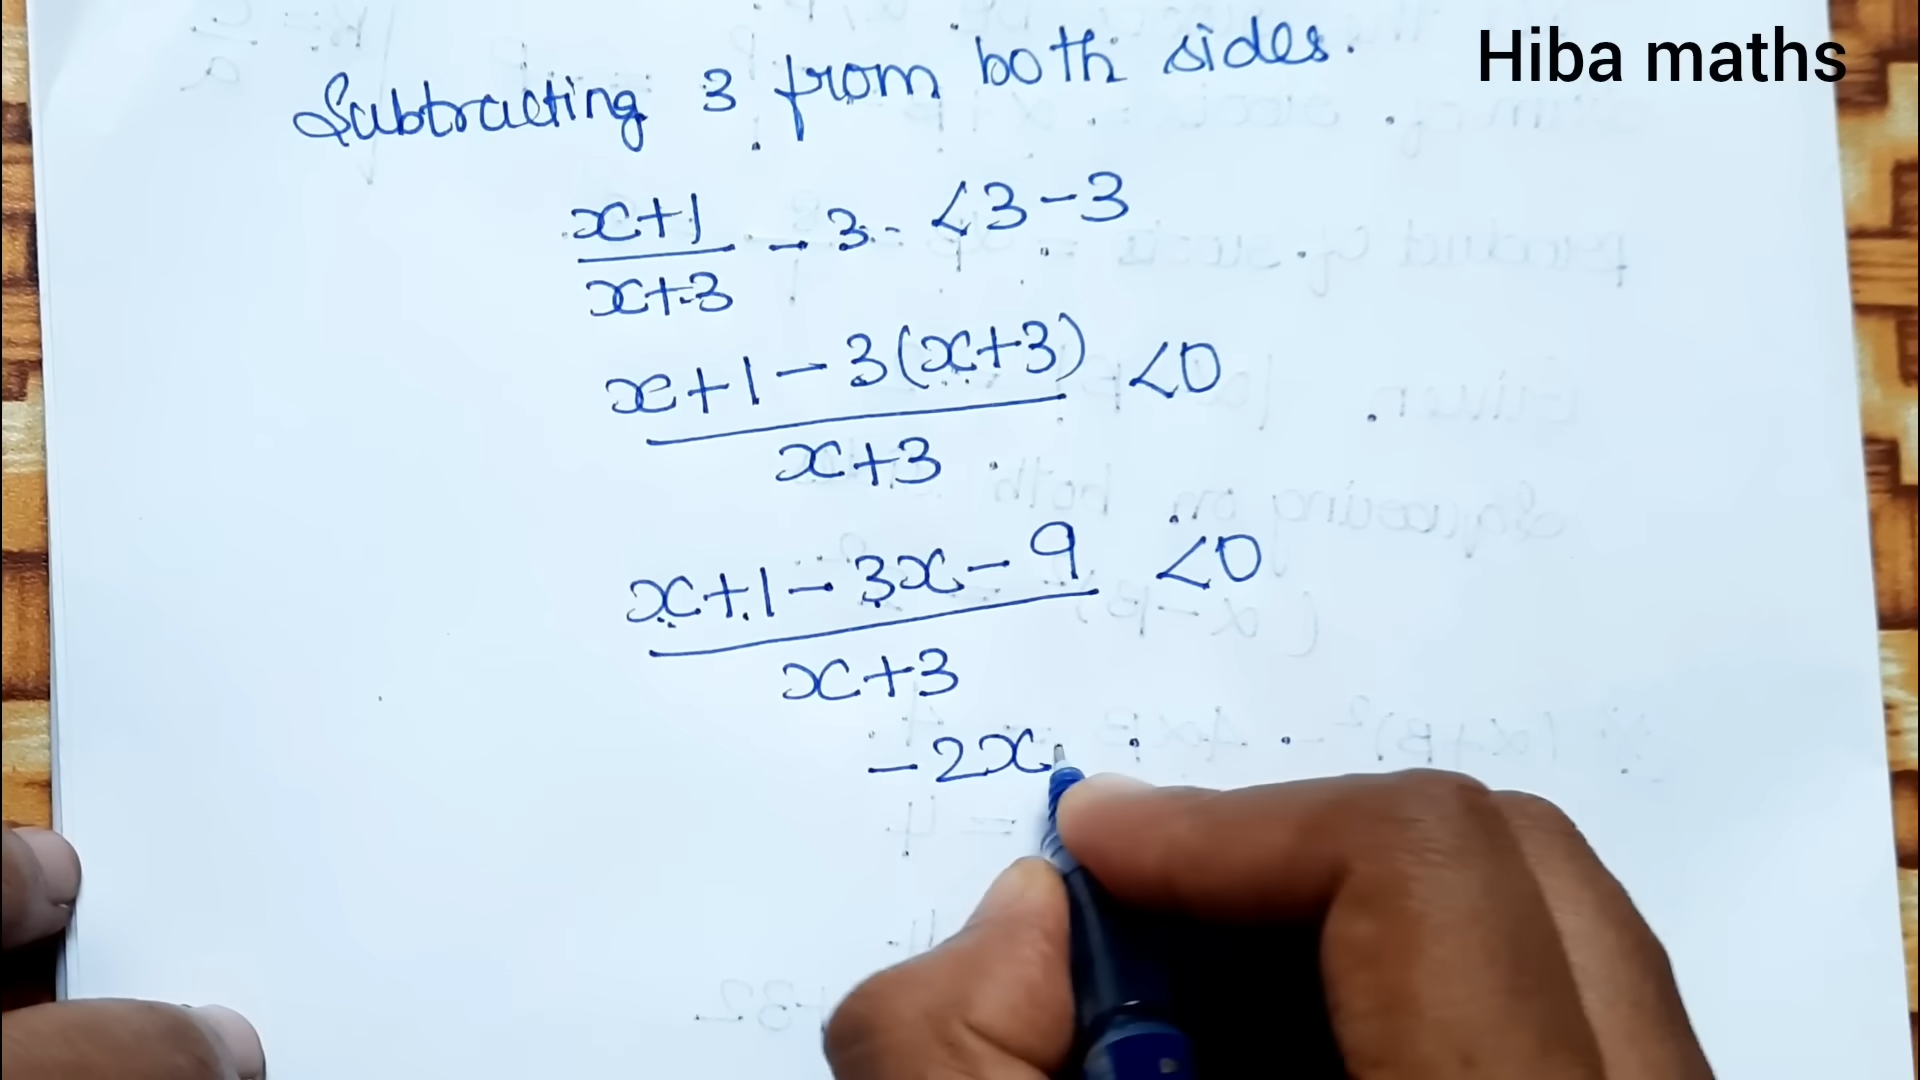 Hiba maths
Subtracting 3 from both sides.
x+1
x+3
- 3 <3-3
x+1-3(x+3) <0
x+3
x+1-3x-9 <0
x+3
-2x